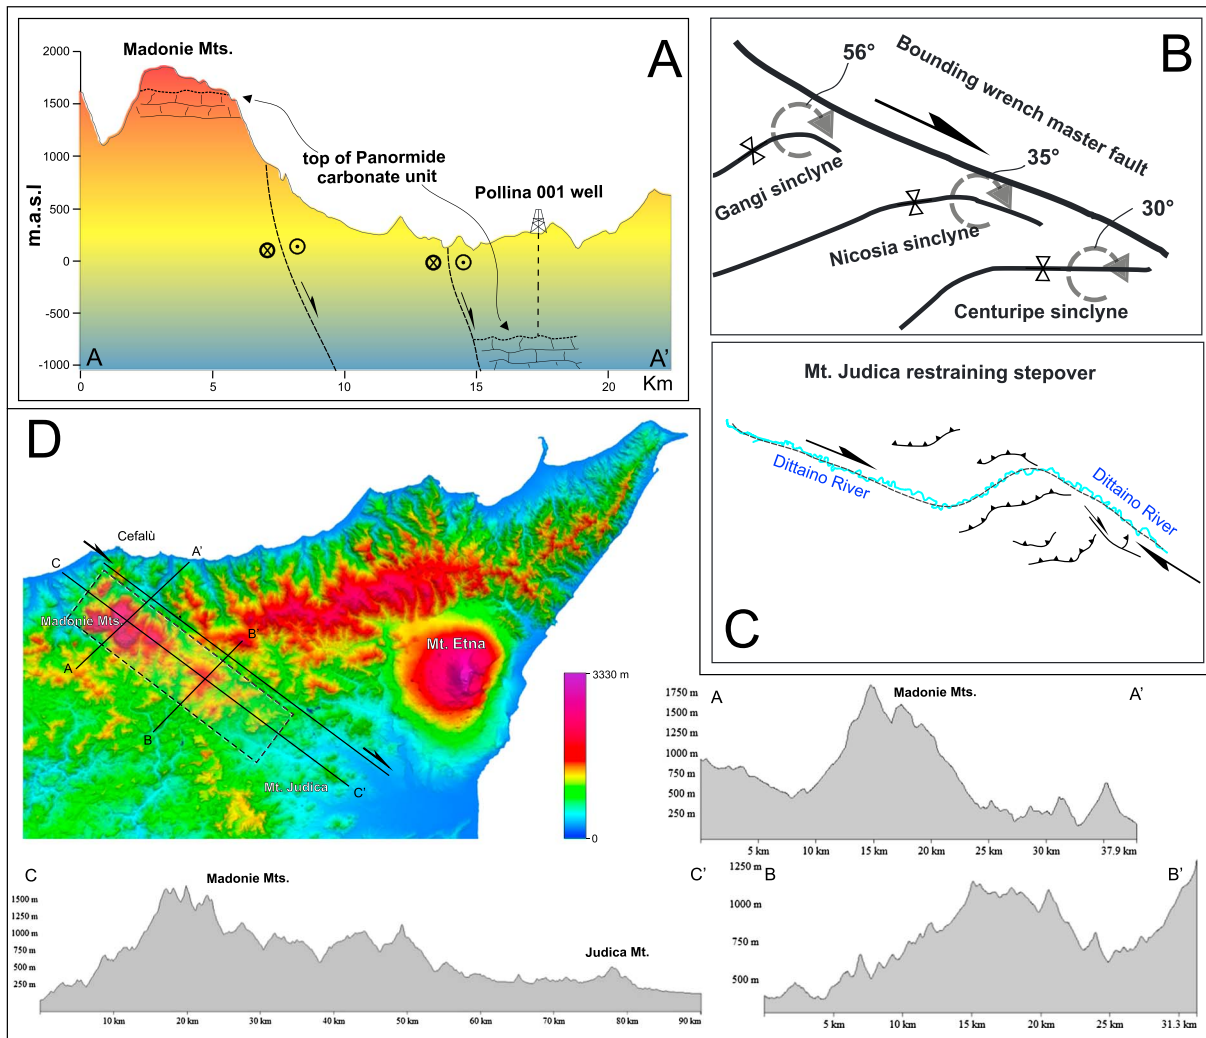 A
Madonie Mts.
2000
1500
1000
500
0
-500
-1000
m.a.s.l
top of Panormide
carbonate unit
Pollina 001 well
A
A'
0
5
10
15
20
Km
B
56°
Bounding wrench master fault
35°
30°
Gangi sinclyne
Nicosia sinclyne
Centuripe sinclyne
Mt. Judica restraining stepover
Dittaino River
Dittaino River
C
D
Cefalù
A'
C
Madonie Mts.
A
B'
B
Mt. Etna
Mt. Judica
C'
3330 m
0
A
Madonie Mts.
A'
1750 m
1500 m
1250 m
1000 m
750 m
500 m
250 m
5 km
10 km
15 km
20 km
25 km
30 km
37.9 km
C
Madonie Mts.
C'
1500 m
1250 m
1000 m
750 m
500 m
250 m
Judica Mt.
10 km
20 km
30 km
40 km
50 km
60 km
70 km
80 km
90 km
B
B'
1250 m
1000 m
750 m
500 m
5 km
10 km
15 km
20 km
25 km
31.3 km